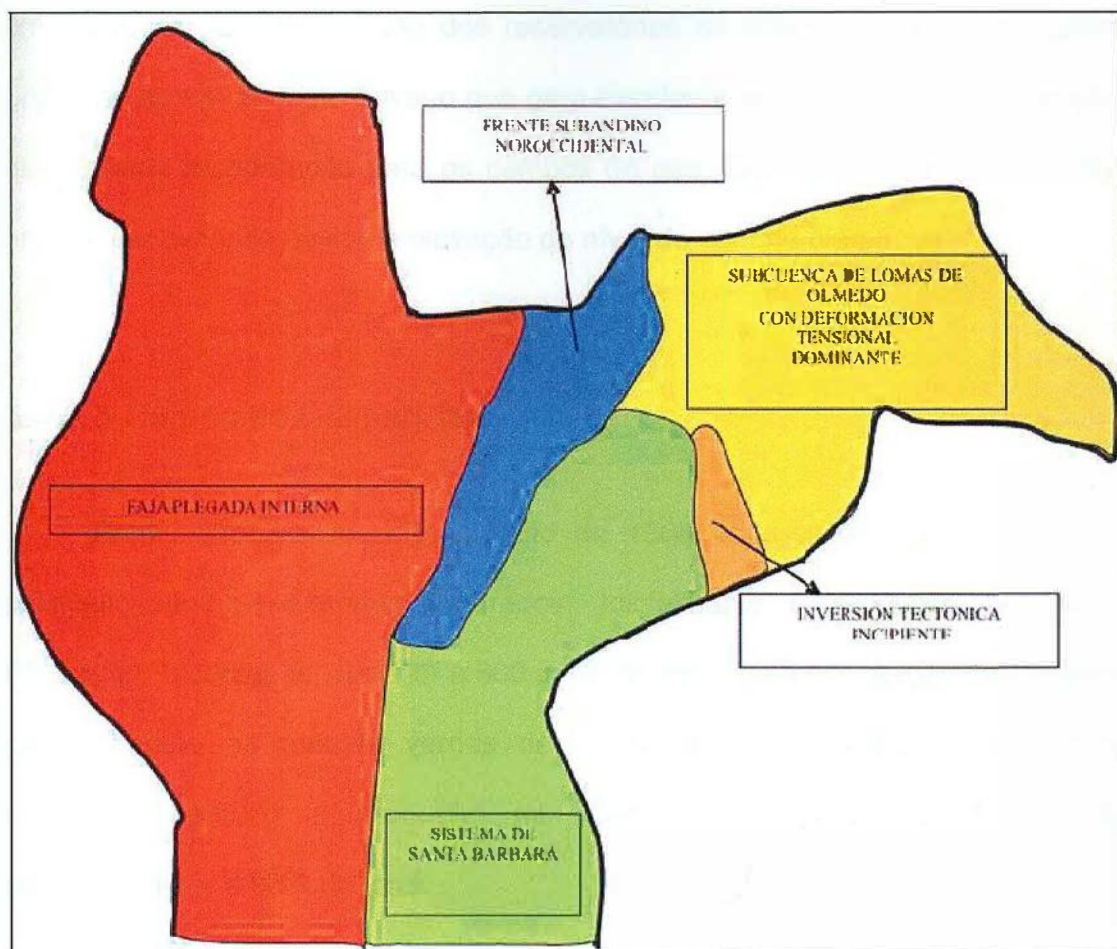 FRENTE SUBANDINO
NOROCCIDENTAL
SUBCUENCA DE LOMAS DE
OLMEDO
CON DEFORMACION
TENSIONAL
DOMINANTE
FAJA PLEGADA INTERNA
INVERSION TECTONICA
INCIPIENTE
SISTEMA DE
SANTA BARBARA